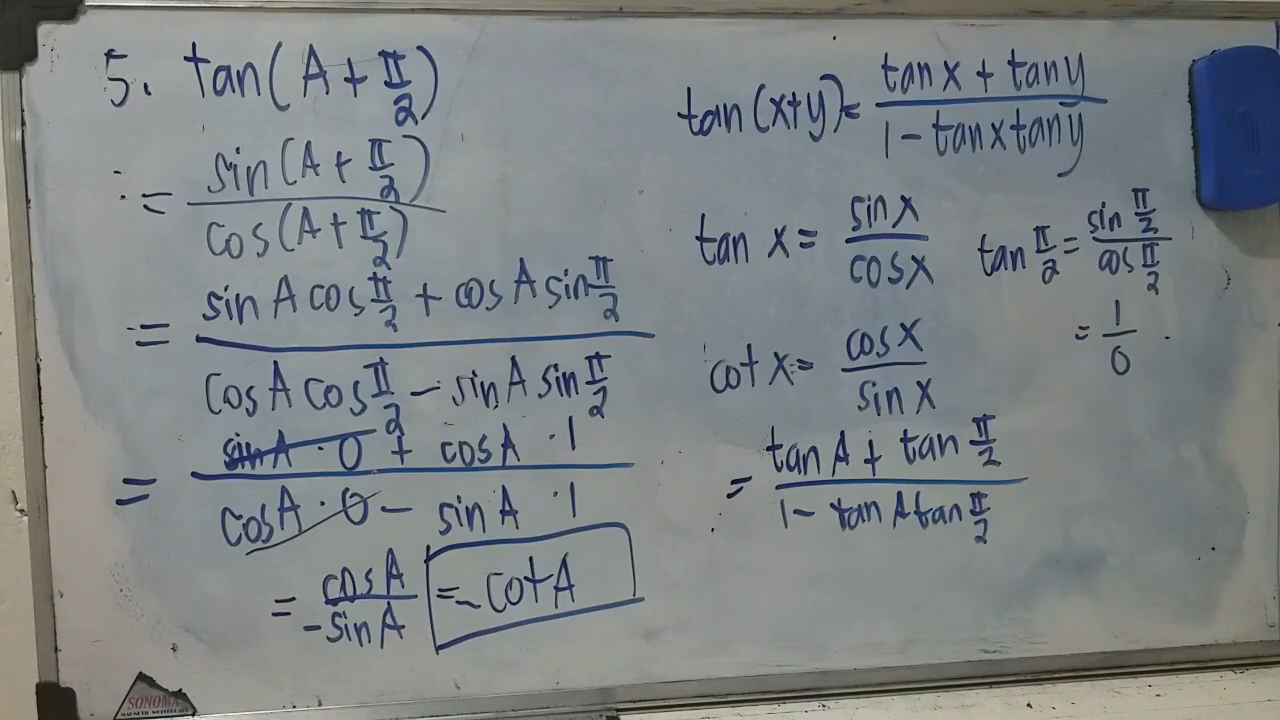 5. tan(A + π/2)
= sin(A + π/2) / cos(A + π/2)
= sin A cos π/2 + cos A sin π/2 / cos A cos π/2 - sin A sin π/2
= sin A · 0 + cos A · 1 / cos A · 0 - sin A · 1
= cos A / -sin A = -cot A
tan(x+y) = tan x + tan y / 1 - tan x tan y
tan x = sin x / cos x
tan π/2 = sin π/2 / cos π/2
= 1/0
cot x = cos x / sin x
= tan A + tan π/2 / 1 - tan A tan π/2
SONOMA